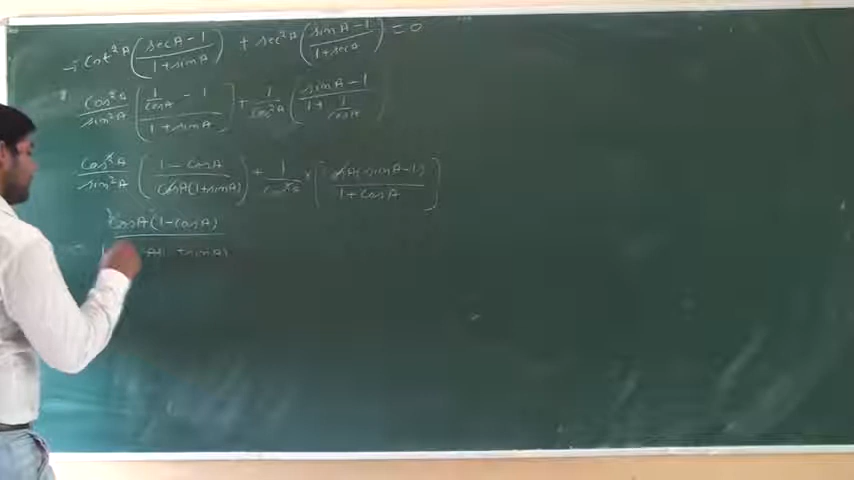 → Cot²A (secA - 1 / 1 + sinA) + sec²A (sinA - 1 / 1 + secA) = 0
Cos²A / sin²A [1/cosA - 1 / 1 + sinA] + 1/cos²A (sinA - 1 / 1 + 1/cosA)
Cos²A / sin²A (1 - cosA / cosA(1+sinA)) + 1/cos²A × [cosA(sinA-1) / 1 + cosA]
CosA(1-cosA) / +sinA)